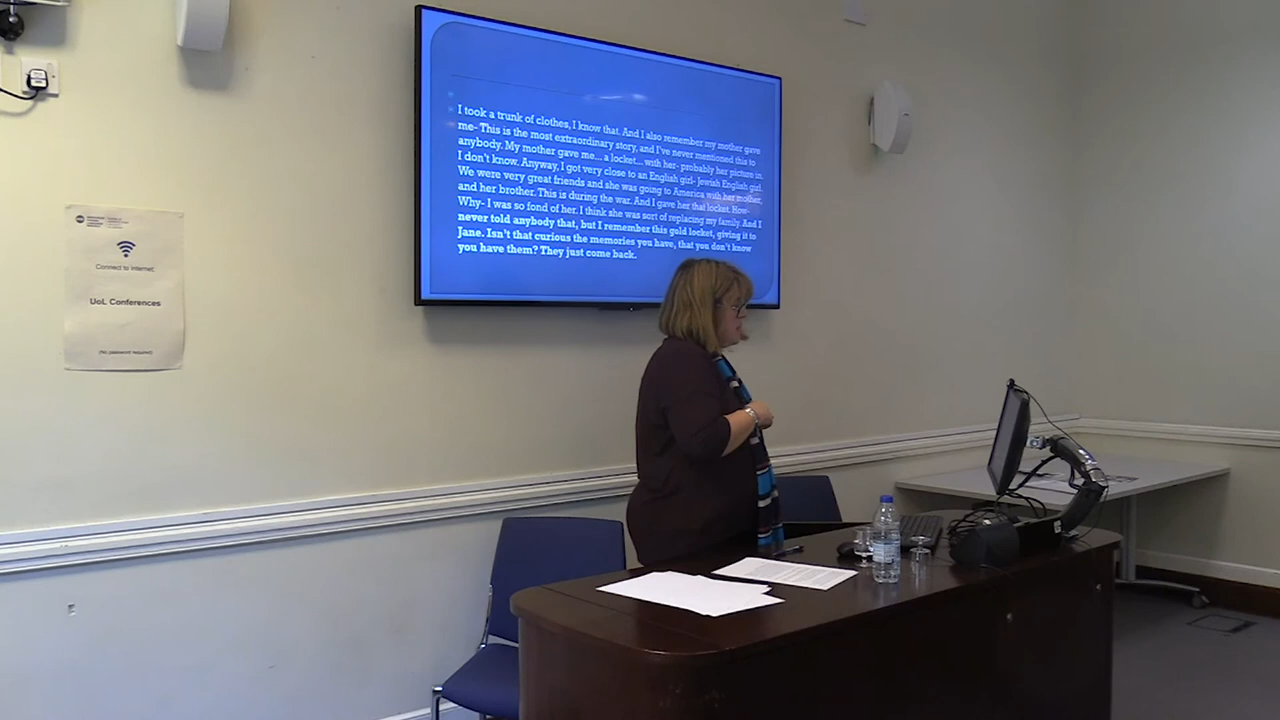 I took a trunk of clothes, I know that. And I also remember my mother gave
me- This is the most extraordinary story, and I've never mentioned this to
anybody. My mother gave me... a locket... with her- probably her picture in.
I don't know. Anyway, I got very close to an English girl- Jewish English girl.
We were very great friends and she was going to America with her mother,
and her brother. This is during the war. And I gave her that locket. How-
Why- I was so fond of her. I think she was sort of replacing my family. And I
never told anybody that, but I remember this gold locket, giving it to
Jane. Isn't that curious the memories you have, that you don't know
you have them? They just come back.
Connect to Internet
UoL Conferences
(No password required)